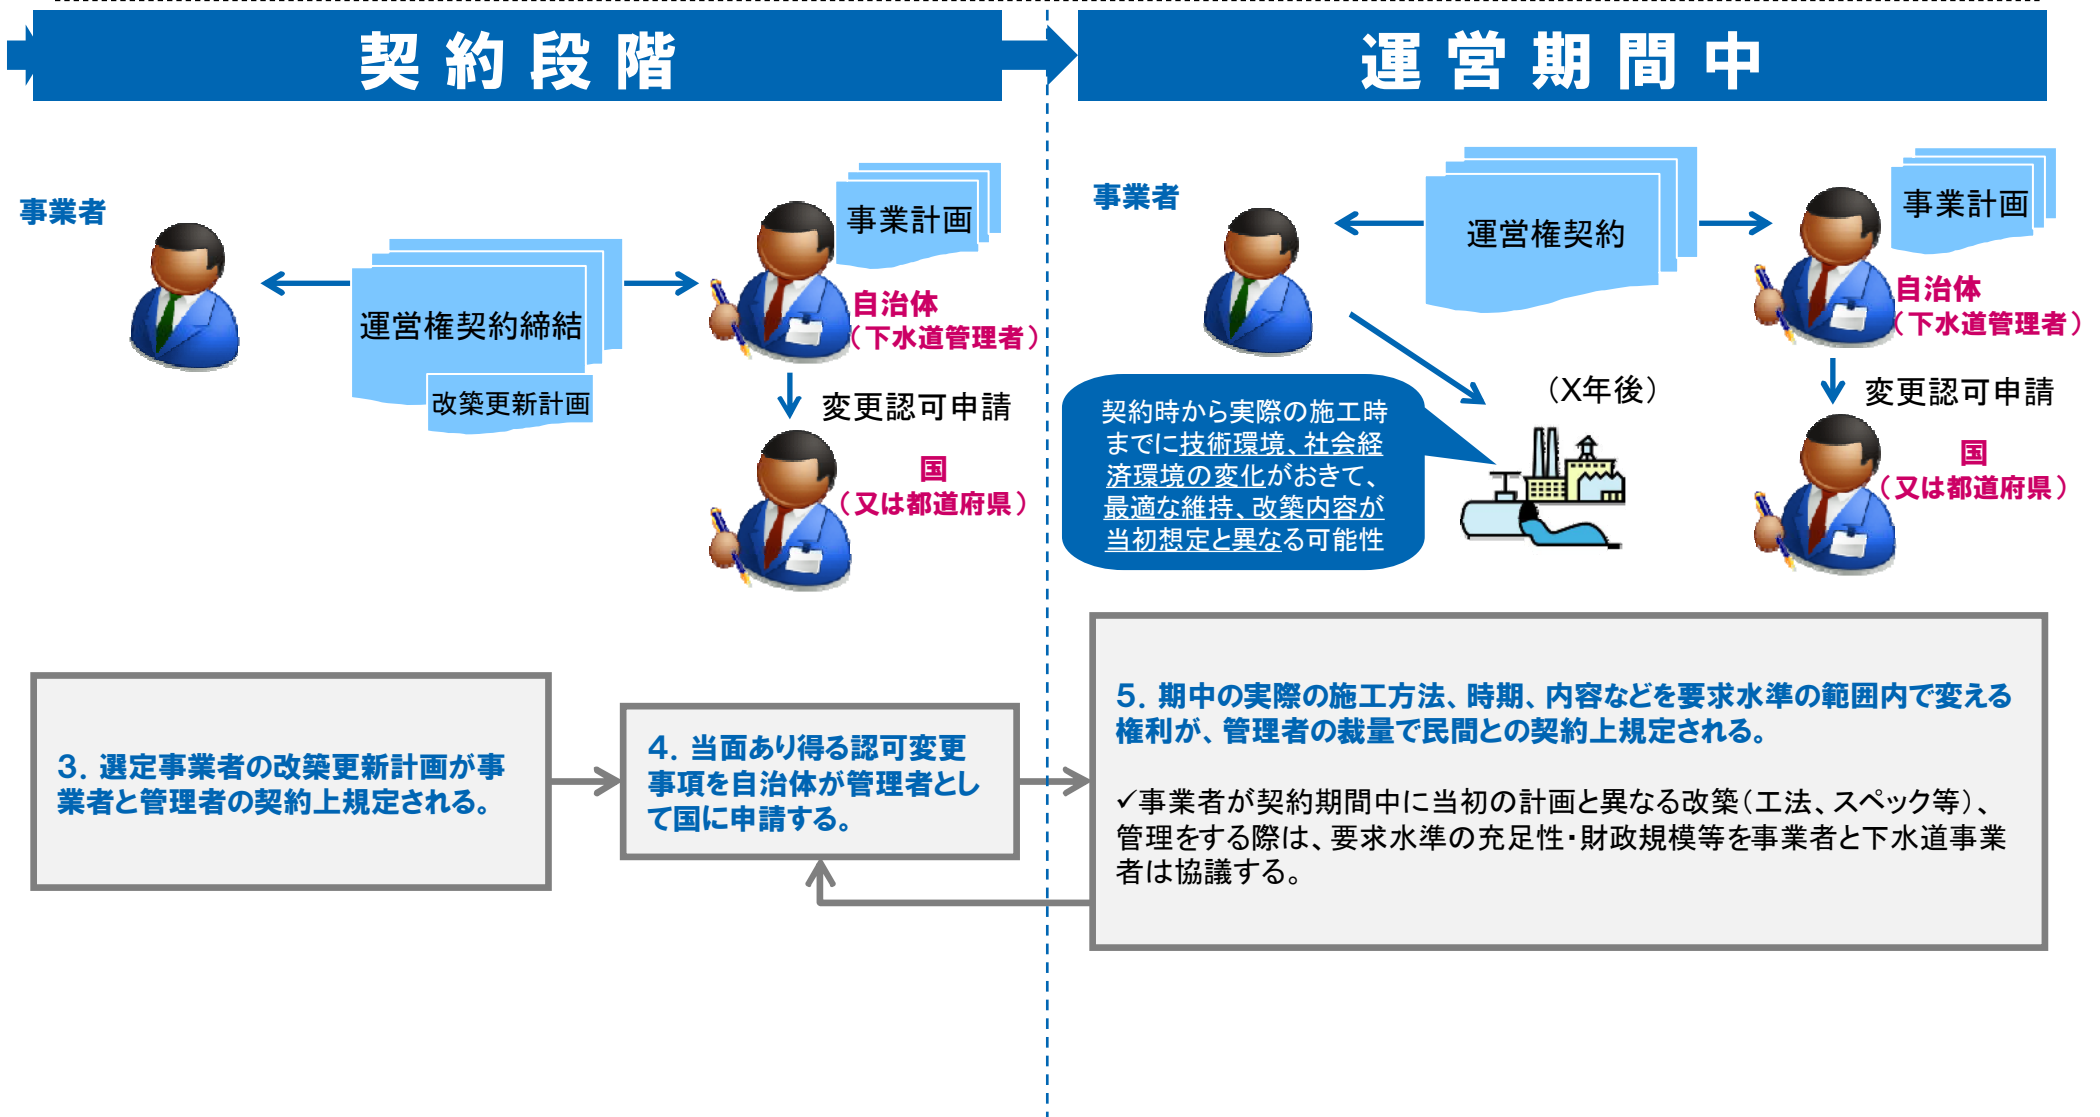 契約段階
運営期間中
事業者
事業計画
運営権契約締結
改築更新計画
自治体
（下水道管理者）
変更認可申請
国
（又は都道府県）
事業者
運営権契約
事業計画
自治体
（下水道管理者）
変更認可申請
国
（又は都道府県）
（X年後）
契約時から実際の施工時
までに技術環境、社会経
済環境の変化がおきて、
最適な維持、改築内容が
当初想定と異なる可能性
３．選定事業者の改築更新計画が事
業者と管理者の契約上規定される。
４．当面あり得る認可変更
事項を自治体が管理者とし
て国に申請する。
５．期中の実際の施工方法、時期、内容などを要求水準の範囲内で変える
権利が、管理者の裁量で民間との契約上規定される。
✓事業者が契約期間中に当初の計画と異なる改築（工法、スペック等）、
管理をする際は、要求水準の充足性・財政規模等を事業者と下水道事業
者は協議する。